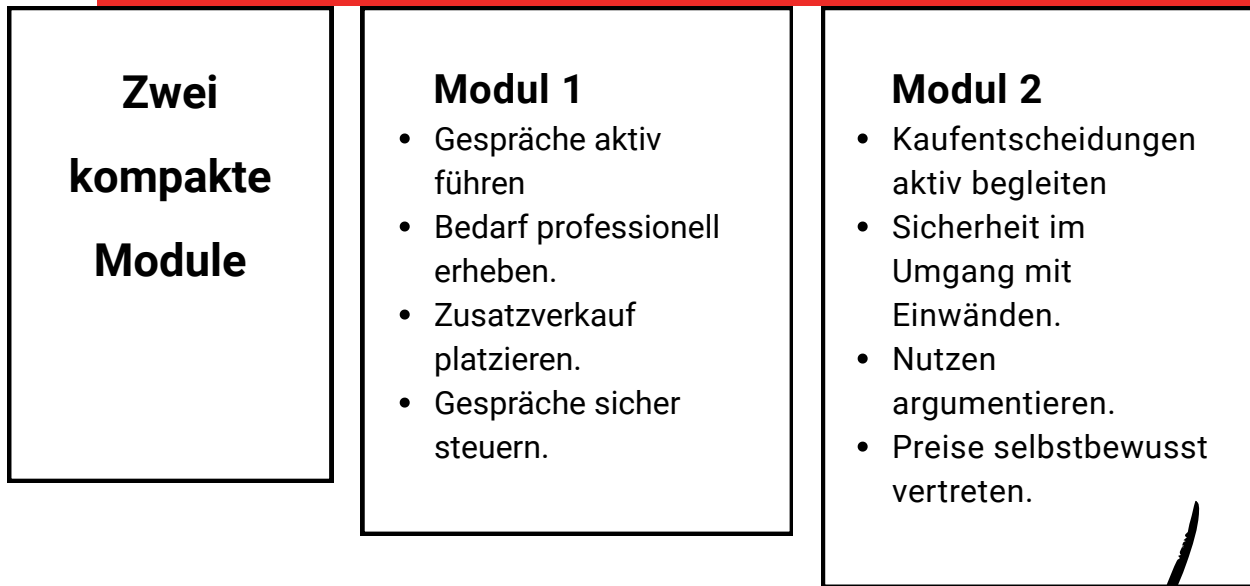 Zwei
kompakte
Module
Modul 1
• Gespräche aktiv
führen
• Bedarf professionell
erheben.
• Zusatzverkauf
platzieren.
• Gespräche sicher
steuern.
Modul 2
• Kaufentscheidungen
aktiv begleiten
• Sicherheit im
Umgang mit
Einwänden.
• Nutzen
argumentieren.
• Preise selbstbewusst
vertreten.